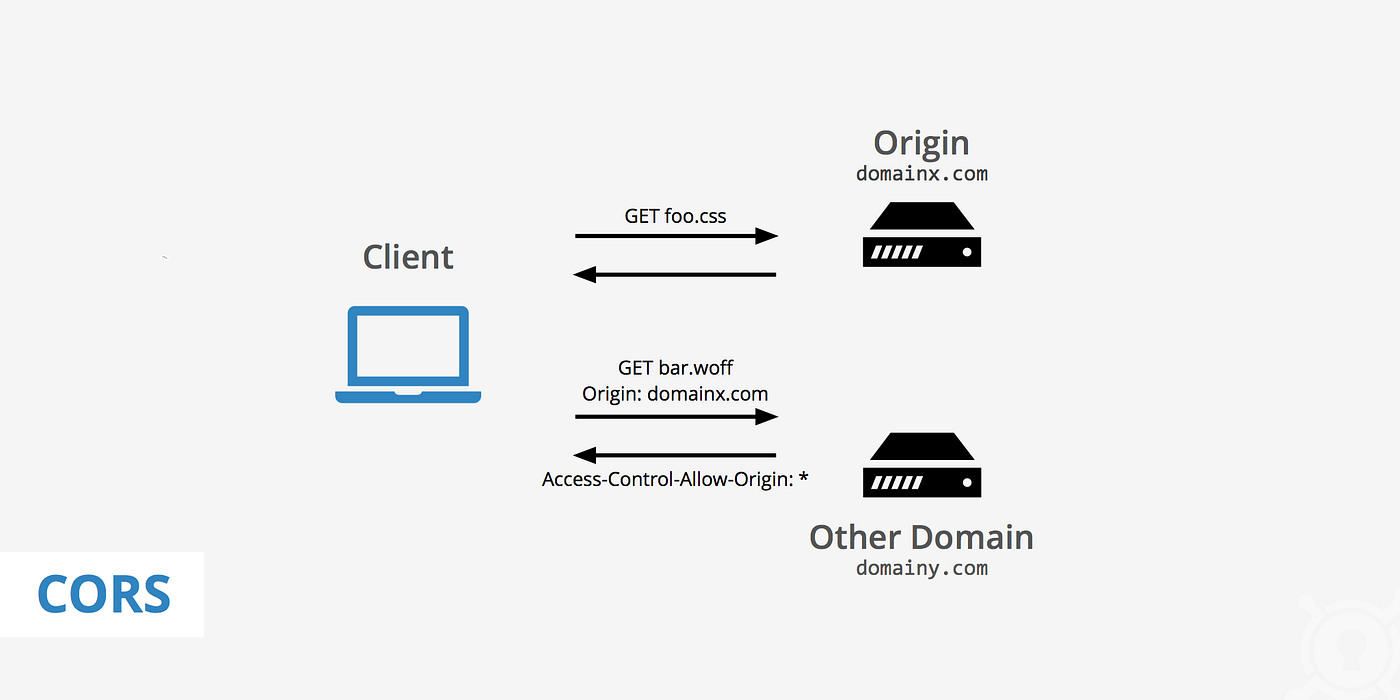 Origin
domainx.com
GET foo.css
Client
GET bar.woff
Origin: domainx.com
Access-Control-Allow-Origin: *
Other Domain
domainy.com
CORS